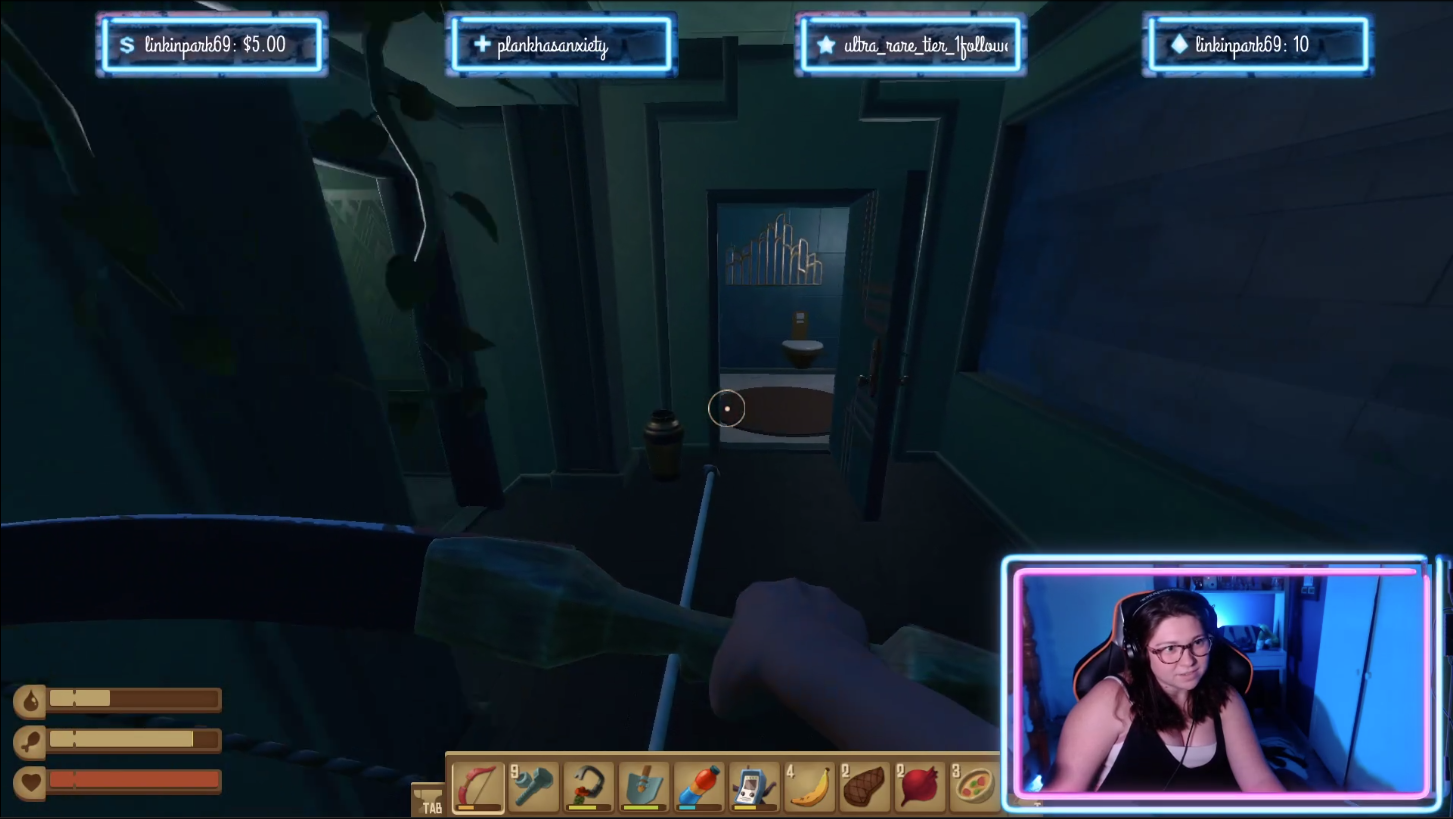 $ linkinpark69: $5.00
+ plankhasanxiety
ultra_rare_tier_1follow
linkinpark69: 10
9
4
2
2
3
TAB